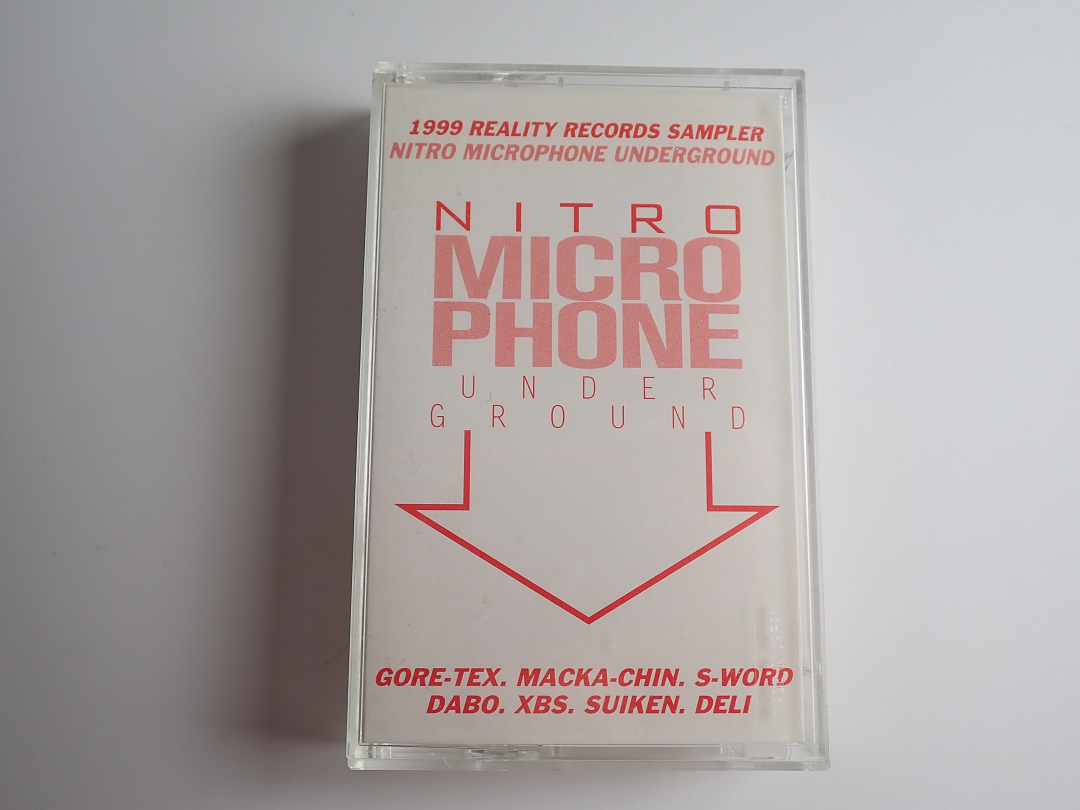 1999 REALITY RECORDS SAMPLER
NITRO MICROPHONE UNDERGROUND
NITRO
MICRO
PHONE
UNDER
GROUND
GORE-TEX. MACKA-CHIN. S-WORD
DABO. XBS. SUIKEN. DELI